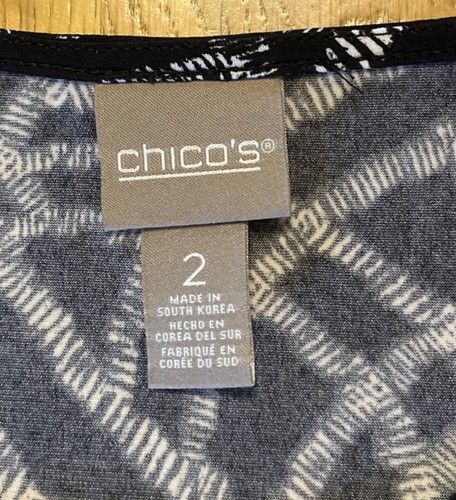 chico's®
2
MADE IN
SOUTH KOREA
HECHO EN
COREA DEL SUR
FABRIQUÉ EN
CORÉE DU SUD